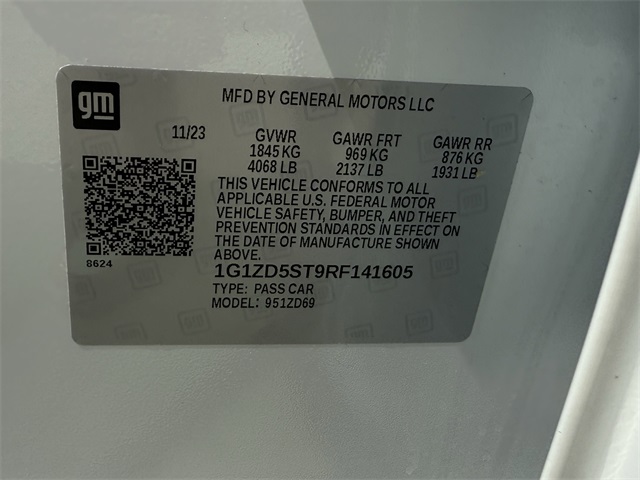 gm
MFD BY GENERAL MOTORS LLC
11/23 GVWR GAWR FRT GAWR RR
1845 KG 969 KG 876 KG
4068 LB 2137 LB 1931 LB
THIS VEHICLE CONFORMS TO ALL
APPLICABLE U.S. FEDERAL MOTOR
VEHICLE SAFETY, BUMPER, AND THEFT
PREVENTION STANDARDS IN EFFECT ON
THE DATE OF MANUFACTURE SHOWN
ABOVE.
8624
1G1ZD5ST9RF141605
TYPE: PASS CAR
MODEL: 951ZD69